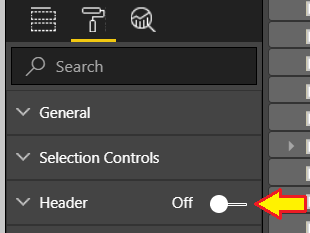 Search
General
Selection Controls
Header Off